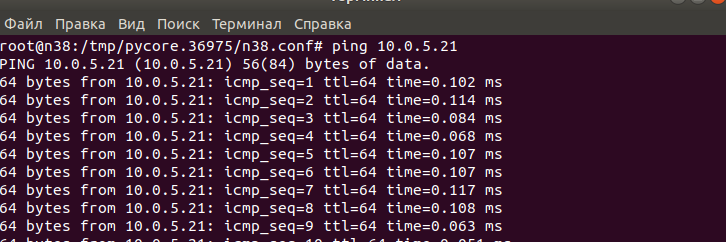 Файл Правка Вид Поиск Терминал Справка
root@n38:/tmp/pycore.36975/n38.conf# ping 10.0.5.21
PING 10.0.5.21 (10.0.5.21) 56(84) bytes of data.
64 bytes from 10.0.5.21: icmp_seq=1 ttl=64 time=0.102 ms
64 bytes from 10.0.5.21: icmp_seq=2 ttl=64 time=0.114 ms
64 bytes from 10.0.5.21: icmp_seq=3 ttl=64 time=0.084 ms
64 bytes from 10.0.5.21: icmp_seq=4 ttl=64 time=0.068 ms
64 bytes from 10.0.5.21: icmp_seq=5 ttl=64 time=0.107 ms
64 bytes from 10.0.5.21: icmp_seq=6 ttl=64 time=0.107 ms
64 bytes from 10.0.5.21: icmp_seq=7 ttl=64 time=0.117 ms
64 bytes from 10.0.5.21: icmp_seq=8 ttl=64 time=0.108 ms
64 bytes from 10.0.5.21: icmp_seq=9 ttl=64 time=0.063 ms